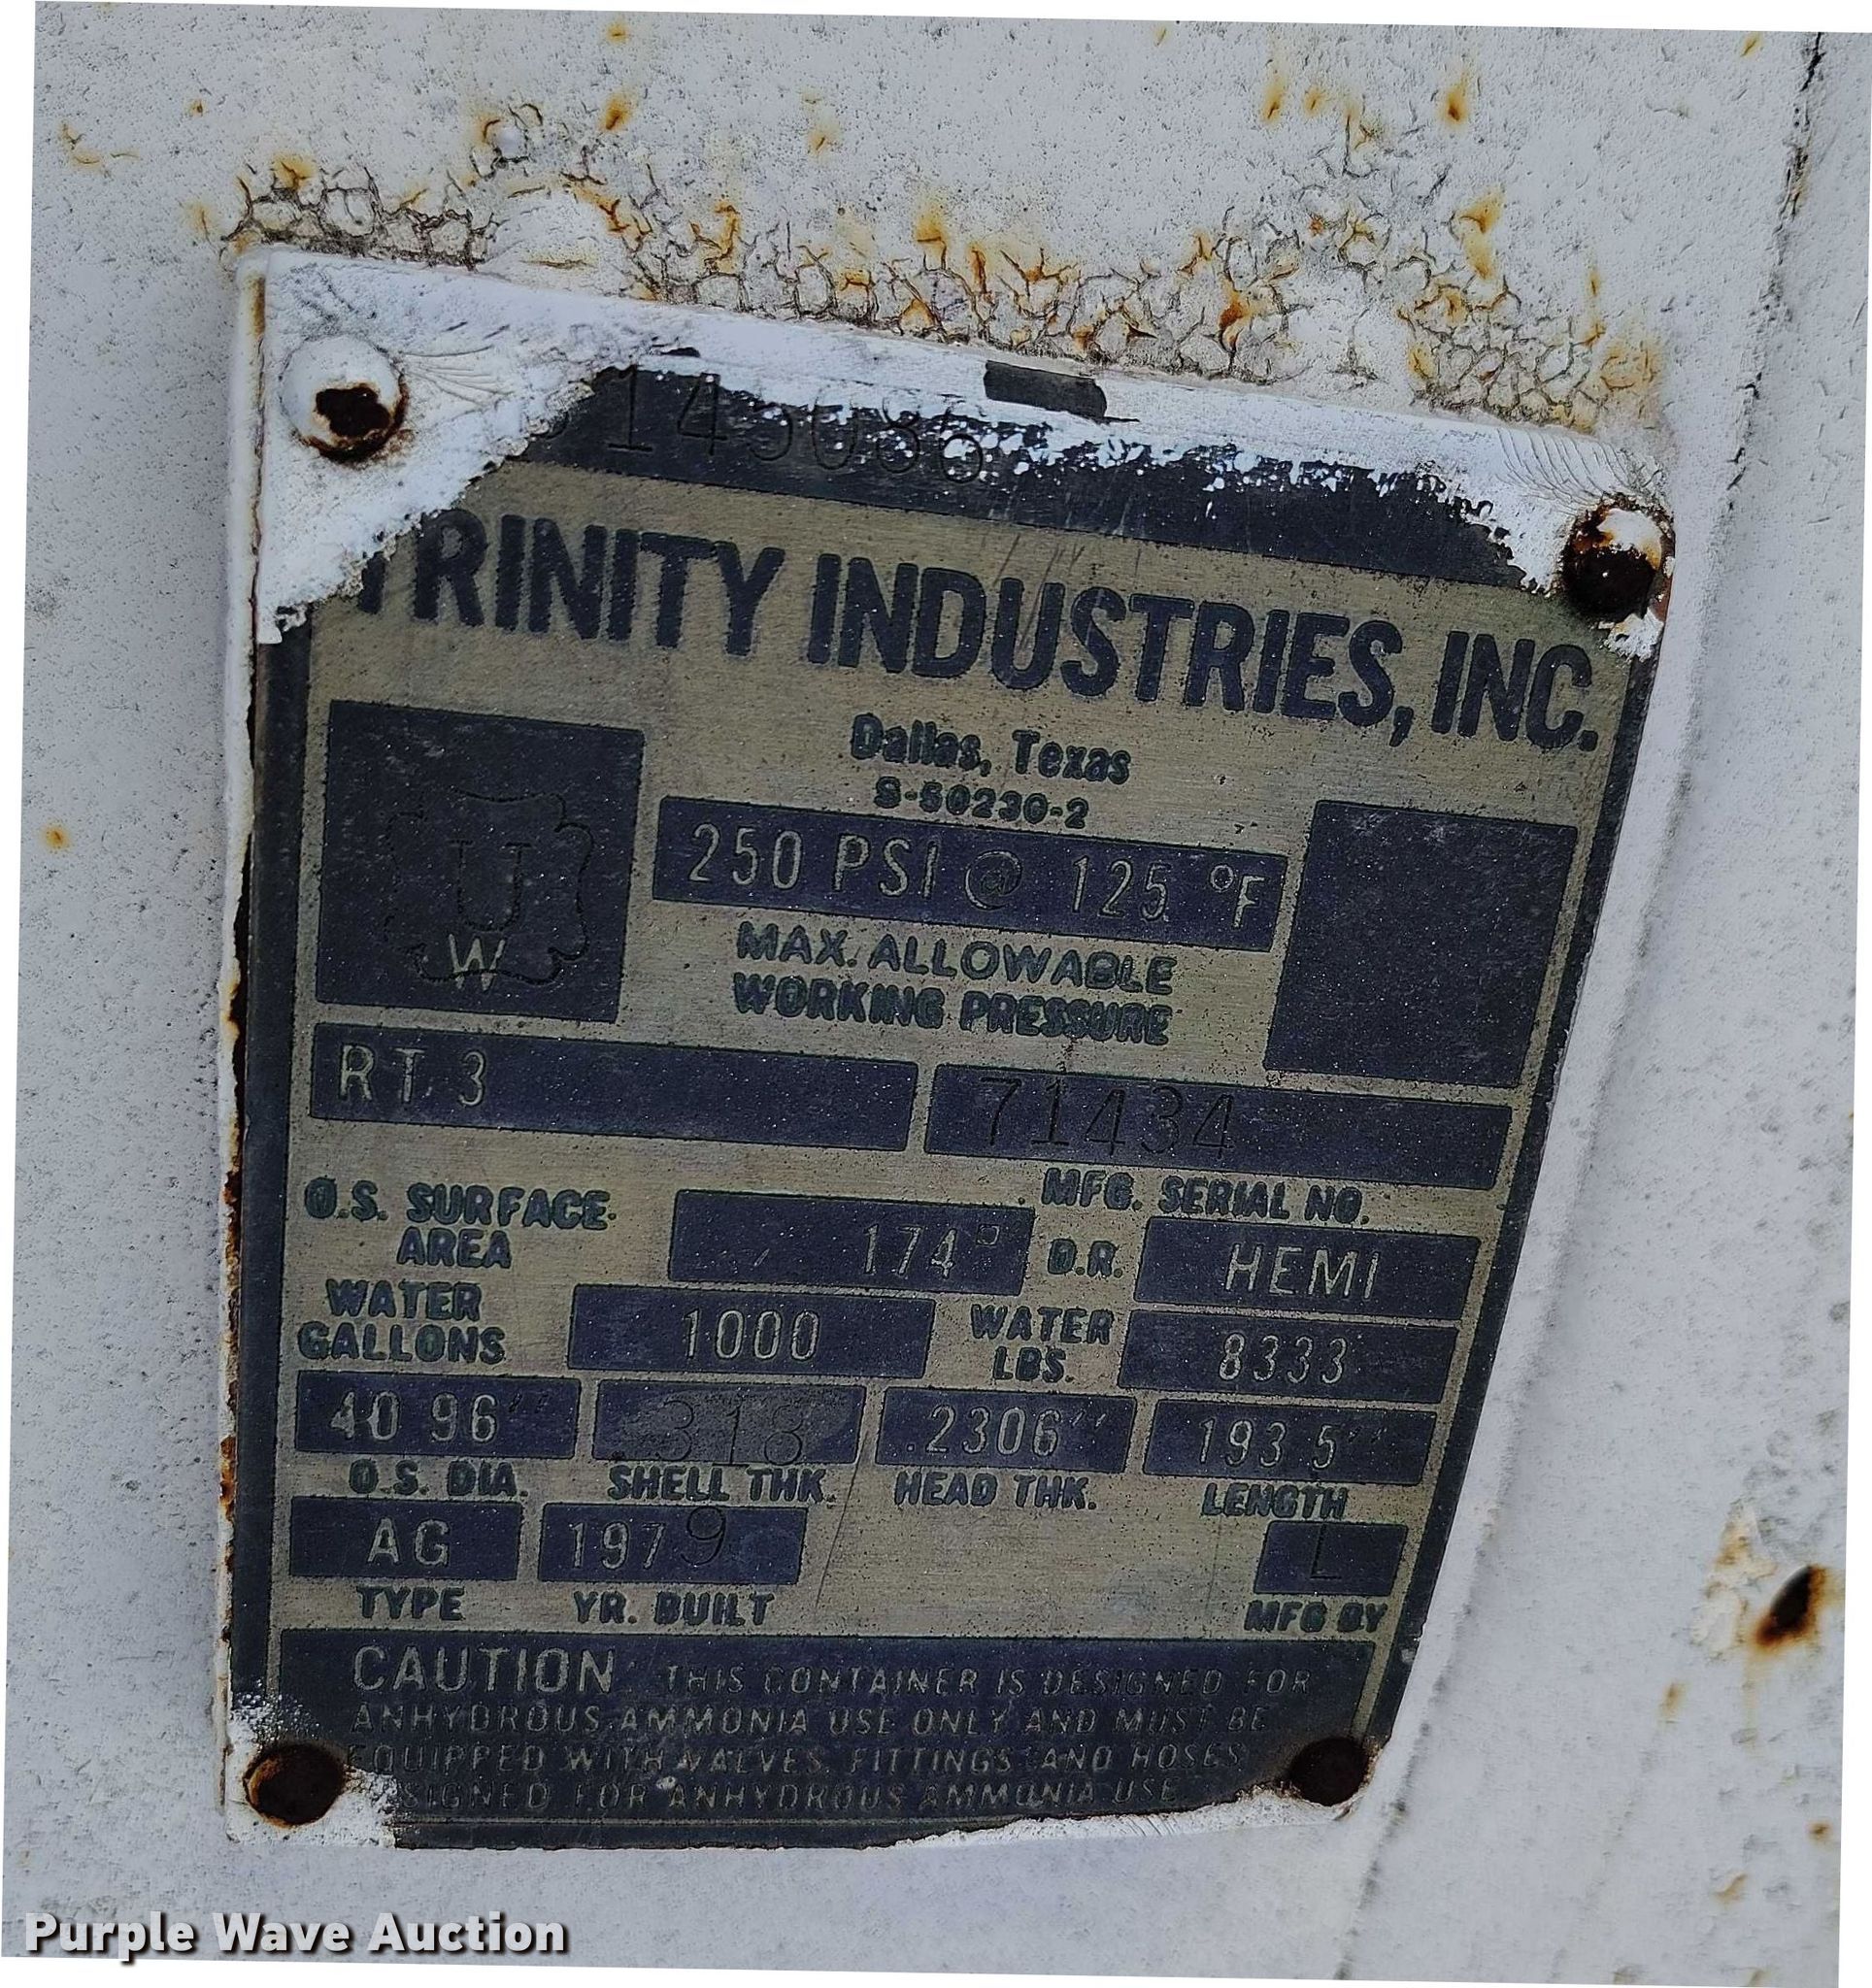 145086
TRINITY INDUSTRIES, INC.
Dallas, Texas
S-50230-2
250 PSI @ 125 °F
MAX. ALLOWABLE
WORKING PRESSURE
U
W
RT 3
71434
MFG. SERIAL NO.
O.S. SURFACE
AREA
174
D.R.
HEMI
WATER
GALLONS
1000
WATER
LBS.
8333
40 96"
.318
.2306"
193 5"
O.S. DIA.
SHELL THK.
HEAD THK.
LENGTH
AG
1979
L
TYPE
YR. BUILT
MFG BY
CAUTION THIS CONTAINER IS DESIGNED FOR
ANHYDROUS AMMONIA USE ONLY AND MUST BE
EQUIPPED WITH VALVES, FITTINGS AND HOSES
SIGNED FOR ANHYDROUS AMMONIA USE
Purple Wave Auction